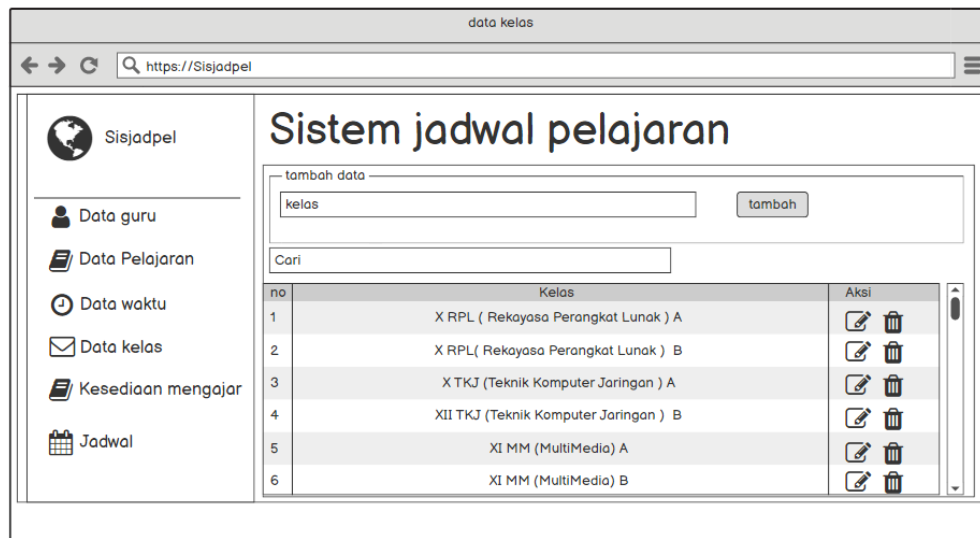 data kelas
https://Sisjadpel
Sisjadpel
Data guru
Data Pelajaran
Data waktu
Data kelas
Kesediaan mengajar
Jadwal
Sistem jadwal pelajaran
tambah data
kelas tambah
Cari
no Kelas Aksi
1 X RPL ( Rekayasa Perangkat Lunak ) A
2 X RPL( Rekayasa Perangkat Lunak ) B
3 X TKJ (Teknik Komputer Jaringan ) A
4 XII TKJ (Teknik Komputer Jaringan ) B
5 XI MM (MultiMedia) A
6 XI MM (MultiMedia) B